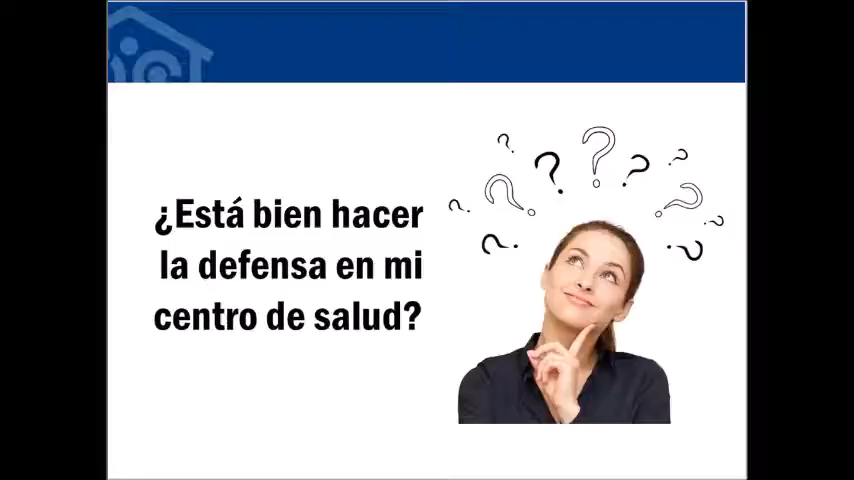 ¿Está bien hacer
la defensa en mi
centro de salud?